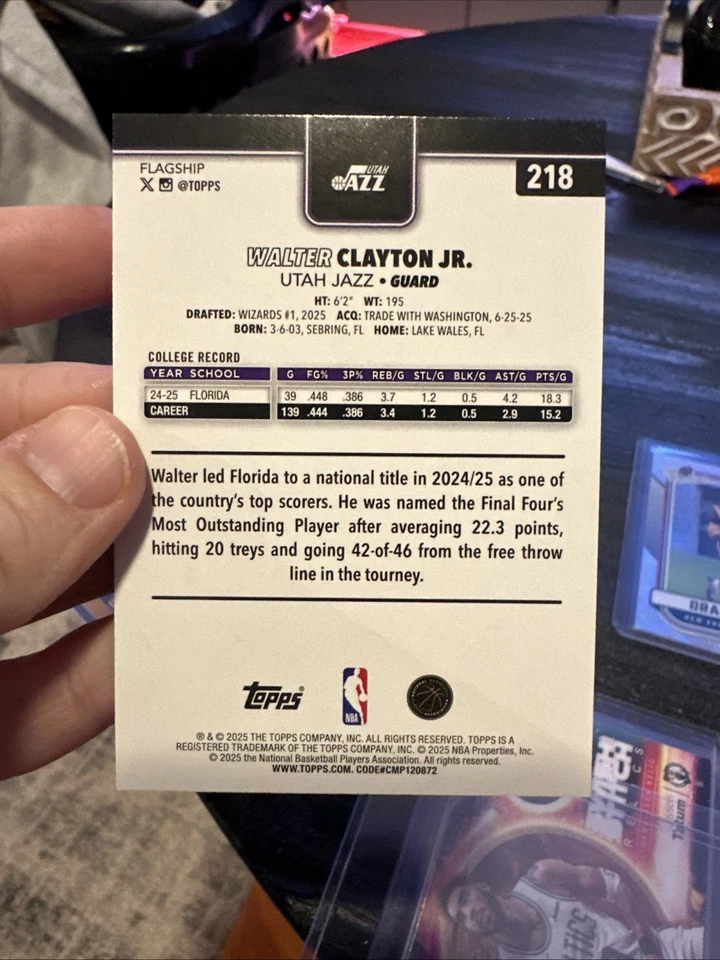 FLAGSHIP
X @TOPPS
UTAH
JAZZ
218
WALTER CLAYTON JR.
UTAH JAZZ • GUARD
HT: 6'2" WT: 195
DRAFTED: WIZARDS #1, 2025 ACQ: TRADE WITH WASHINGTON, 6-25-25
BORN: 3-6-03, SEBRING, FL HOME: LAKE WALES, FL
COLLEGE RECORD
YEAR SCHOOL G FG% 3P% REB/G STL/G BLK/G AST/G PTS/G
24-25 FLORIDA 39 .448 .386 3.7 1.2 0.5 4.2 18.3
CAREER 139 .444 .386 3.4 1.2 0.5 2.9 15.2
Walter led Florida to a national title in 2024/25 as one of
the country's top scorers. He was named the Final Four's
Most Outstanding Player after averaging 22.3 points,
hitting 20 treys and going 42-of-46 from the free throw
line in the tourney.
Topps
NBA
® & © 2025 THE TOPPS COMPANY, INC. ALL RIGHTS RESERVED. TOPPS IS A
REGISTERED TRADEMARK OF THE TOPPS COMPANY, INC. © 2025 NBA Properties, Inc.
© 2025 the National Basketball Players Association. All rights reserved.
WWW.TOPPS.COM. CODE#CMP120872
DRA
Tatum